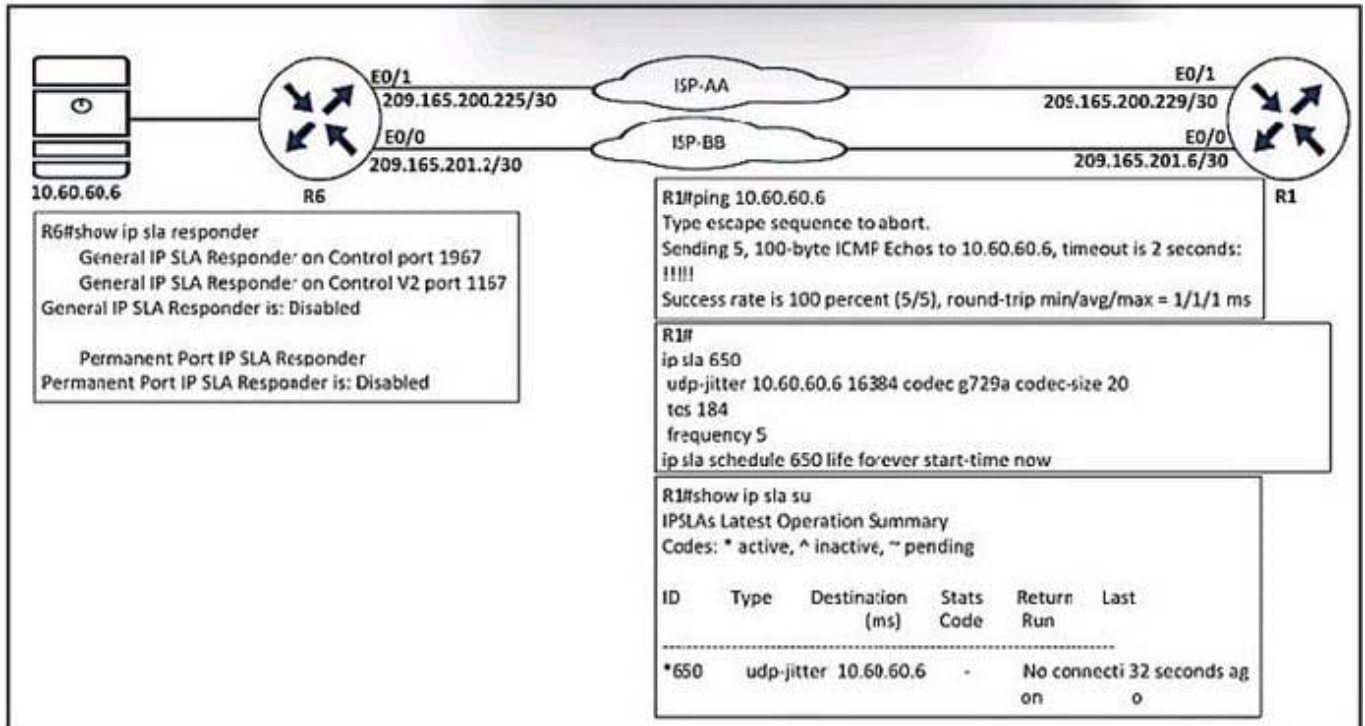 E0/1
209.165.200.225/30
ISP-AA
E0/1
209.165.200.229/30
E0/0
209.165.201.2/30
ISP-BB
E0/0
209.165.201.6/30
10.60.60.6
R6
R1
R6#show ip sla responder
General IP SLA Responder on Control port 1967
General IP SLA Responder on Control V2 port 1167
General IP SLA Responder is: Disabled
Permanent Port IP SLA Responder
Permanent Port IP SLA Responder is: Disabled
R1#ping 10.60.60.6
Type escape sequence to abort.
Sending 5, 100-byte ICMP Echos to 10.60.60.6, timeout is 2 seconds:
!!!!!
Success rate is 100 percent (5/5), round-trip min/avg/max = 1/1/1 ms
R1#
ip sla 650
udp-jitter 10.60.60.6 16384 codec g729a codec-size 20
tos 184
frequency 5
ip sla schedule 650 life forever start-time now
R1#show ip sla su
IPSLAs Latest Operation Summary
Codes: * active, ^ inactive, ~ pending
ID Type Destination Stats Return Last
(ms) Code Run
*650 udp-jitter 10.60.60.6 - No connecti 32 seconds ag
on o